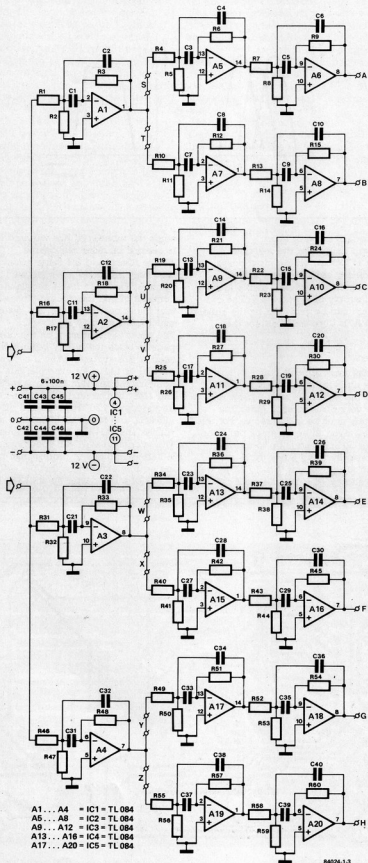 C4
R6
R4
C3
13
A5
14
R5
12
S
C6
R9
R7
C5
9
A6
8
A
R8
10
C2
R3
R1
C1
2
A1
1
R2
3
T
C8
R12
R10
C7
2
A7
1
R11
3
C10
R15
R13
C9
6
A8
7
B
R14
5
C14
R21
R19
C13
13
A9
14
R20
12
U
C16
R24
R22
C15
9
A10
8
C
R23
10
C12
R18
R16
C11
13
A2
14
R17
12
V
C18
R27
R25
C17
2
A11
1
R26
3
C20
R30
R28
C19
6
A12
7
D
R29
5
6×100n
12 V +
+
C41 C43 C45
4
IC1
0
0
C42 C44 C46
IC5
11
12 V −
−
C24
R36
R34
C23
13
A13
14
R35
12
W
C26
R39
R37
C25
9
A14
8
E
R38
10
C22
R33
R31
C21
9
A3
8
R32
10
X
C28
R42
R40
C27
2
A15
1
R41
3
C30
R45
R43
C29
6
A16
7
F
R44
5
C34
R51
R49
C33
13
A17
14
R50
12
Y
C36
R54
R52
C35
9
A18
8
G
R53
10
C32
R48
R46
C31
6
A4
7
R47
5
Z
C38
R57
R55
C37
2
A19
1
R56
3
C40
R60
R58
C39
6
A20
7
H
R59
5
A1 ... A4 = IC1 = TL 084
A5 ... A8 = IC2 = TL 084
A9 ... A12 = IC3 = TL 084
A13 ... A16 = IC4 = TL 084
A17 ... A20 = IC5 = TL 084
84024-1-3